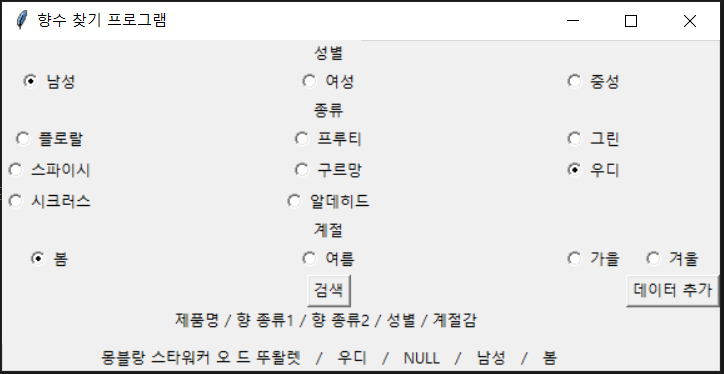 향수 찾기 프로그램
성별
남성 여성 중성
종류
플로랄 프루티 그린
스파이시 구르망 우디
시크러스 알데히드
계절
봄 여름 가을 겨울
검색 데이터 추가
제품명 / 향 종류1 / 향 종류2 / 성별 / 계절감
몽블랑 스타워커 오 드 뚜왈렛 / 우디 / NULL / 남성 / 봄